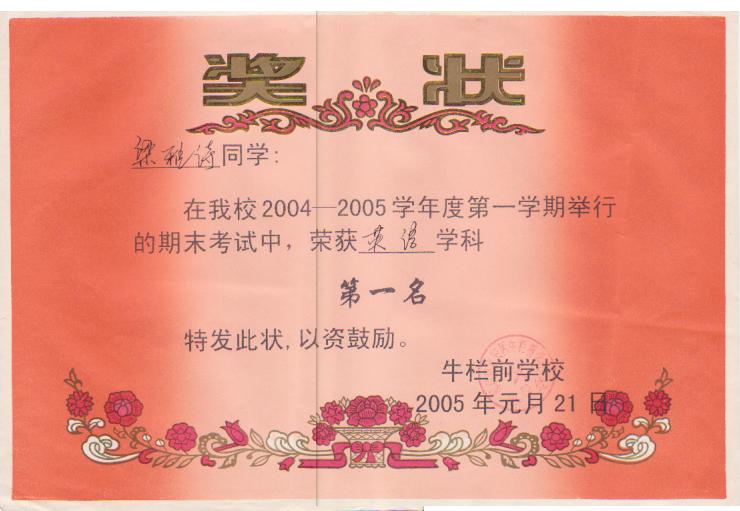 奖状
梁雅诗同学:
在我校2004—2005学年度第一学期举行
的期末考试中，荣获英语学科
第一名
特发此状,以资鼓励。
牛栏前学校
2005年元月21日